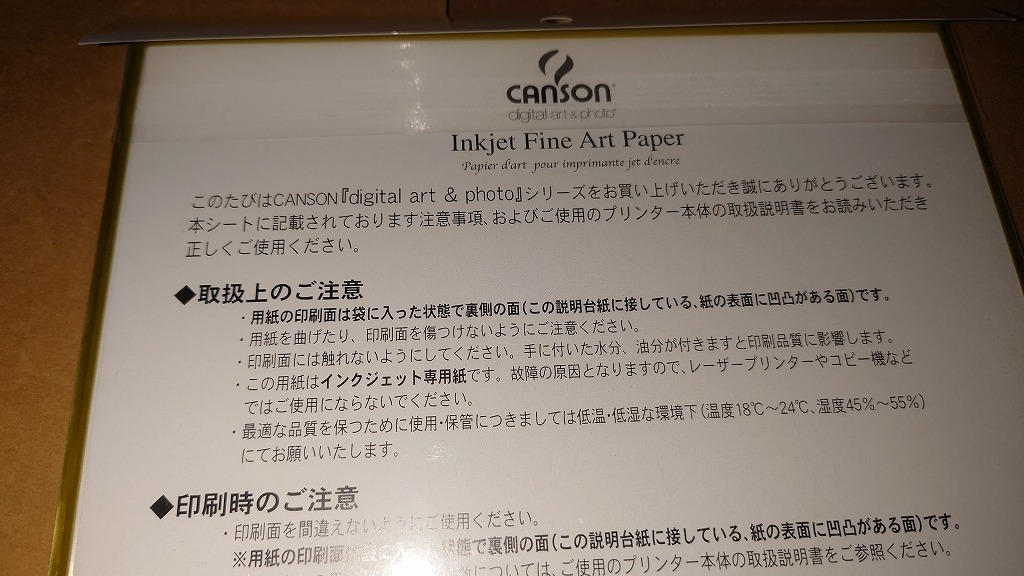 CANSON
digital art & photo
Inkjet Fine Art Paper
Papier d'art pour imprimante jet d'encre
このたびはCANSON『digital art & photo』シリーズをお買い上げいただき誠にありがとうございます。
本シートに記載されております注意事項、およびご使用のプリンター本体の取扱説明書をお読みいただき
正しくご使用ください。
◆取扱上のご注意
・用紙の印刷面は袋に入った状態で裏側の面(この説明台紙に接している、紙の表面に凹凸がある面)です。
・用紙を曲げたり、印刷面を傷つけないようにご注意ください。
・印刷面には触れないようにしてください。手に付いた水分、油分が付きますと印刷品質に影響します。
・この用紙はインクジェット専用紙です。故障の原因となりますので、レーザープリンターやコピー機など
ではご使用にならないでください。
・最適な品質を保つために使用・保管につきましては低温・低湿な環境下(温度18℃〜24℃、湿度45%〜55%)
にてお願いいたします。
◆印刷時のご注意
・印刷面を間違えないようにご使用ください。
※用紙の印刷 状態で裏側の面(この説明台紙に接している、紙の表面に凹凸がある面)です。
については、ご使用のプリンター本体の取扱説明書をご参照ください。